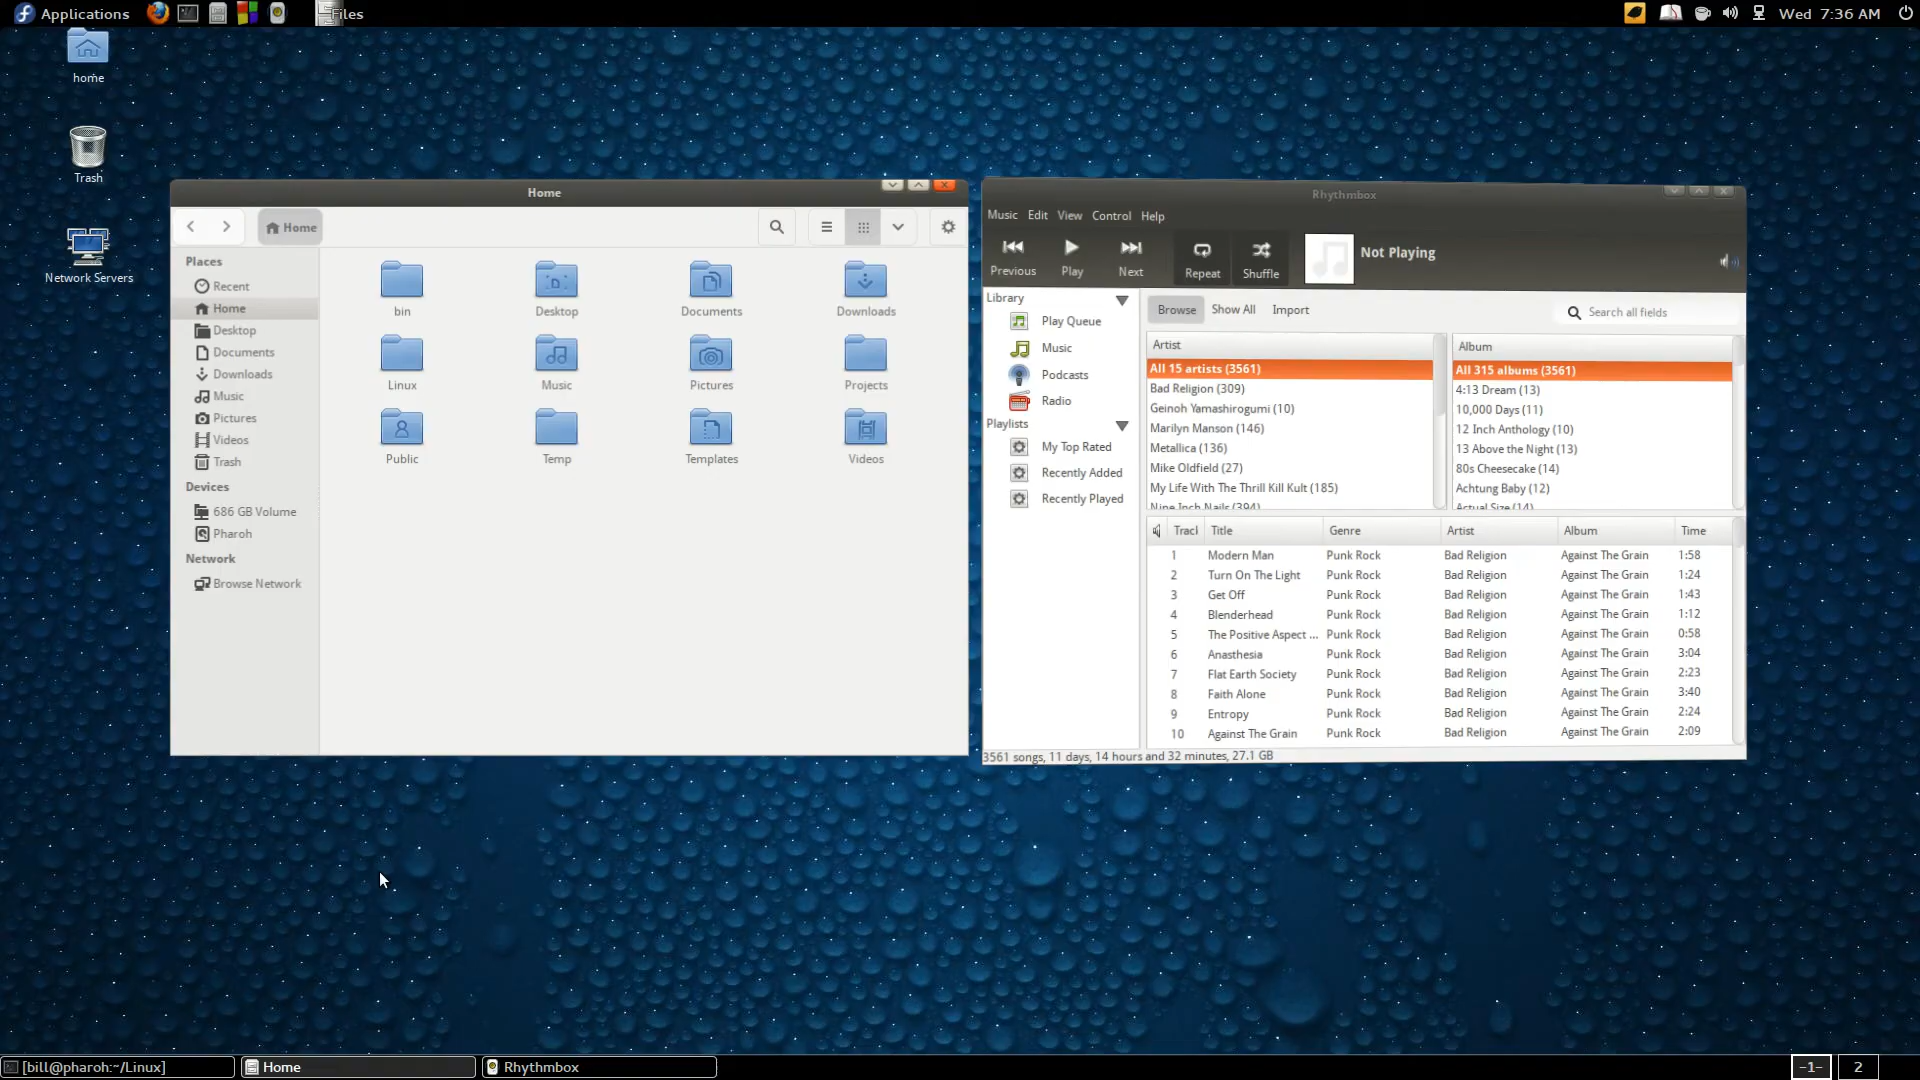 Applications
Files
Wed 7:36 AM
home
Trash
Network Servers
Home
Home
Places
Recent
Home
Desktop
Documents
Downloads
Music
Pictures
Videos
Trash
Devices
686 GB Volume
Pharoh
Network
Browse Network
bin Desktop Documents Downloads
Linux Music Pictures Projects
Public Temp Templates Videos
Rhythmbox
Music Edit View Control Help
Previous Play Next Repeat Shuffle
Not Playing
Library
Play Queue
Music
Podcasts
Radio
Playlists
My Top Rated
Recently Added
Recently Played
Browse Show All Import
Search all fields
Artist
All 15 artists (3561)
Bad Religion (309)
Geinoh Yamashirogumi (10)
Marilyn Manson (146)
Metallica (136)
Mike Oldfield (27)
My Life With The Thrill Kill Kult (185)
Nine Inch Nails (394)
Album
All 315 albums (3561)
4:13 Dream (13)
10,000 Days (11)
12 Inch Anthology (10)
13 Above the Night (13)
80s Cheesecake (14)
Achtung Baby (12)
Actual Size (14)
Track Title Genre Artist Album Time
1 Modern Man Punk Rock Bad Religion Against The Grain 1:58
2 Turn On The Light Punk Rock Bad Religion Against The Grain 1:24
3 Get Off Punk Rock Bad Religion Against The Grain 1:43
4 Blenderhead Punk Rock Bad Religion Against The Grain 1:12
5 The Positive Aspect ... Punk Rock Bad Religion Against The Grain 0:58
6 Anasthesia Punk Rock Bad Religion Against The Grain 3:04
7 Flat Earth Society Punk Rock Bad Religion Against The Grain 2:23
8 Faith Alone Punk Rock Bad Religion Against The Grain 3:40
9 Entropy Punk Rock Bad Religion Against The Grain 2:24
10 Against The Grain Punk Rock Bad Religion Against The Grain 2:09
3561 songs, 11 days, 14 hours and 32 minutes, 27.1 GB
[bill@pharoh:~/Linux]
Home
Rhythmbox
-1- 2